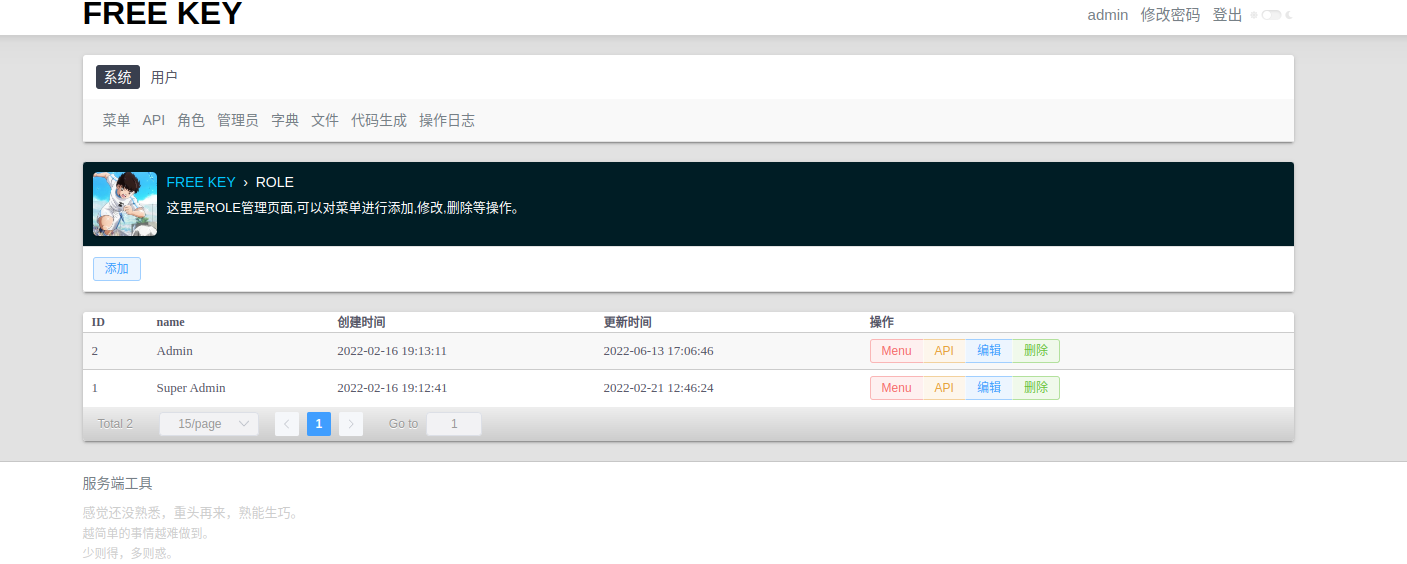 FREE KEY
admin 修改密码 登出
系统 用户
菜单 API 角色 管理员 字典 文件 代码生成 操作日志
FREE KEY › ROLE
这里是ROLE管理页面,可以对菜单进行添加,修改,删除等操作。
添加
ID name 创建时间 更新时间 操作
2 Admin 2022-02-16 19:13:11 2022-06-13 17:06:46 Menu API 编辑 删除
1 Super Admin 2022-02-16 19:12:41 2022-02-21 12:46:24 Menu API 编辑 删除
Total 2 15/page 1 Go to 1
服务端工具
感觉还没熟悉，重头再来，熟能生巧。
越简单的事情越难做到。
少则得，多则惑。